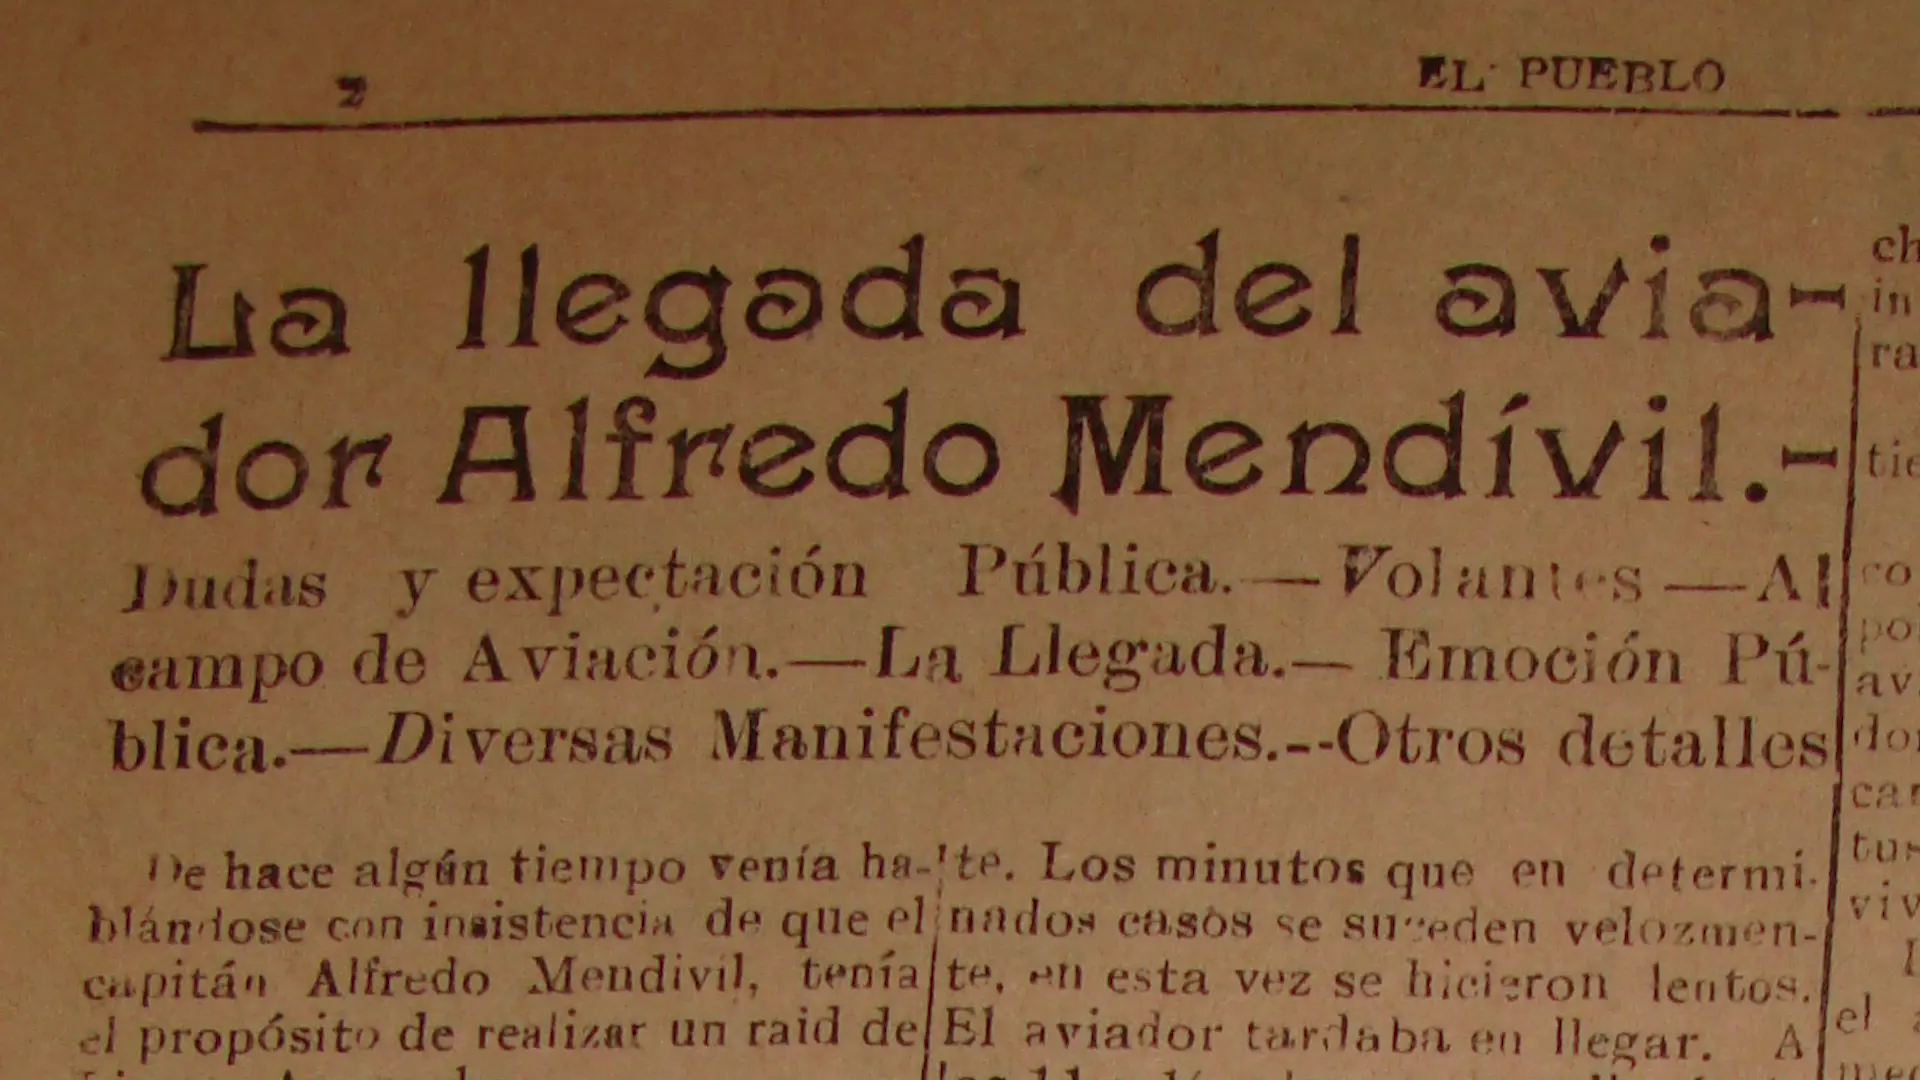 2
EL PUEBLO
La llegada del avia-
dor Alfredo Mendívil.-
Dudas y expectación Pública.—Volantes—Al
campo de Aviación.—La Llegada.—Emoción Pú-
blica.—Diversas Manifestaciones.--Otros detalles
De hace algún tiempo venía ha-
blándose con insistencia de que el
capitán Alfredo Mendivil, tenía
el propósito de realizar un raid de
te. Los minutos que en determi-
nados casos se suceden velozmen-
te, en esta vez se hicieron lentos.
El aviador tardaba en llegar. A